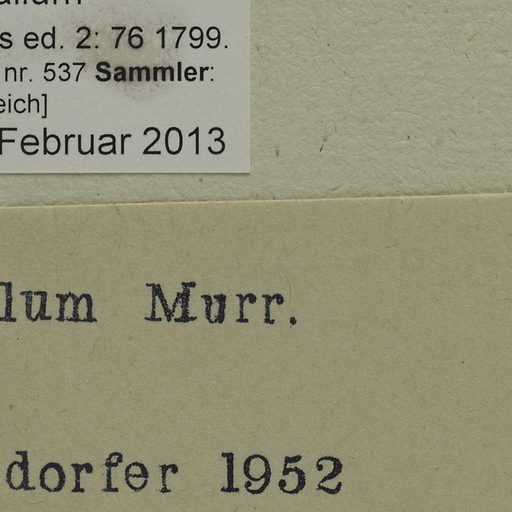 s ed. 2: 76 1799.
nr. 537 Sammler:
eich]
Februar 2013
lum Murr.
dorfer 1952